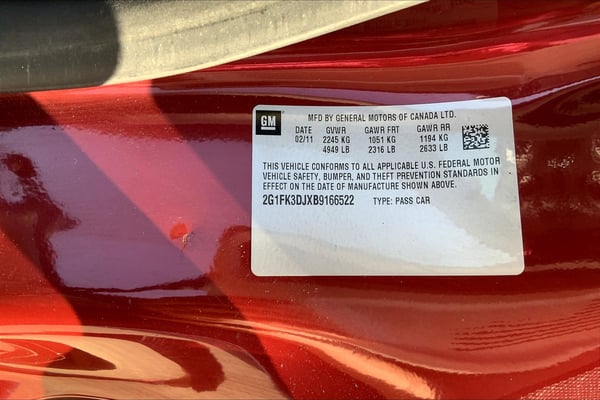 GM
MFD BY GENERAL MOTORS OF CANADA LTD.
DATE GVWR GAWR FRT GAWR RR
02/11 2245 KG 1051 KG 1194 KG
4949 LB 2316 LB 2633 LB
THIS VEHICLE CONFORMS TO ALL APPLICABLE U.S. FEDERAL MOTOR
VEHICLE SAFETY, BUMPER, AND THEFT PREVENTION STANDARDS IN
EFFECT ON THE DATE OF MANUFACTURE SHOWN ABOVE.
2G1FK3DJXB9166522 TYPE: PASS CAR